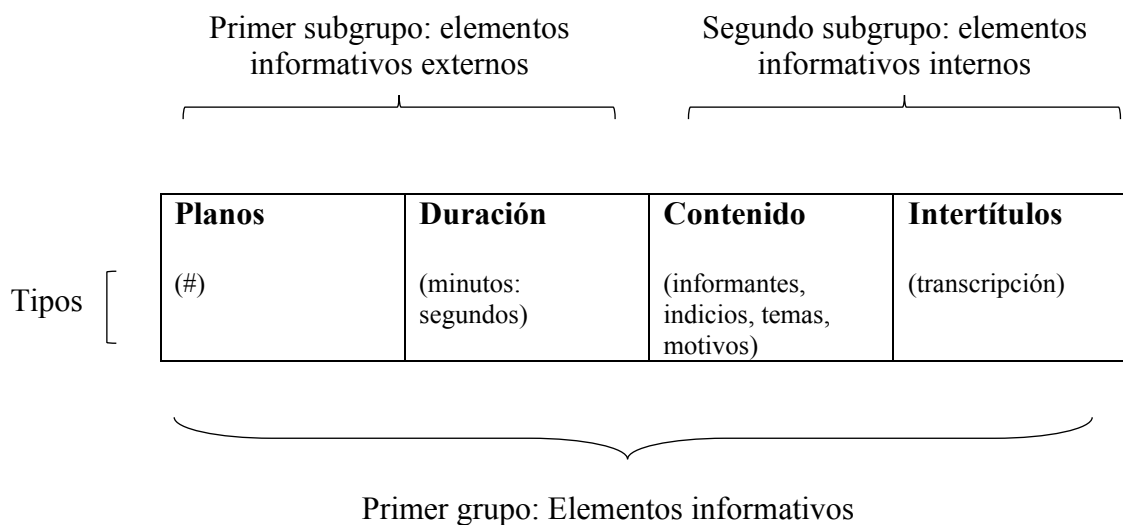 Primer subgrupo: elementos
informativos externos
Segundo subgrupo: elementos
informativos internos
Planos
Duración
Contenido
Intertítulos
Tipos
(#)
(minutos:
segundos)
(informantes,
indicios, temas,
motivos)
(transcripción)
Primer grupo: Elementos informativos